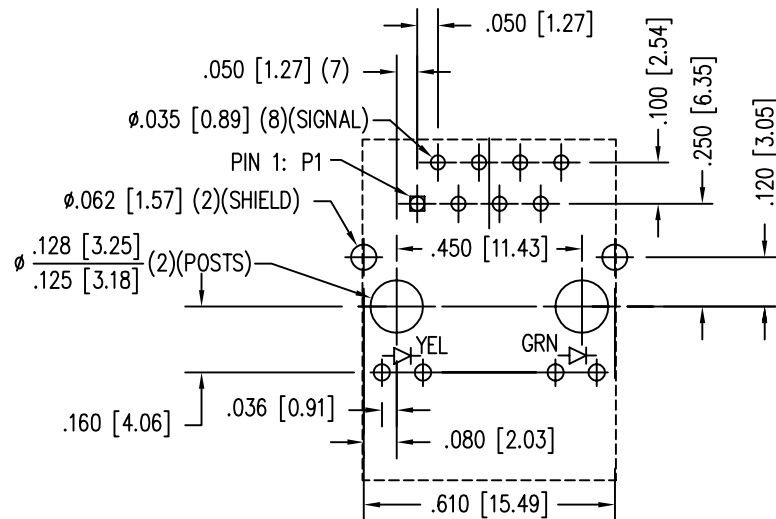 .050 [1.27]
.050 [1.27] (7)
ø.035 [0.89] (8)(SIGNAL)
PIN 1: P1
ø.062 [1.57] (2)(SHIELD)
ø .128 [3.25]
.125 [3.18] (2)(POSTS)
.450 [11.43]
.100 [2.54]
.250 [6.35]
.120 [3.05]
YEL
GRN
.036 [0.91]
.160 [4.06]
.080 [2.03]
.610 [15.49]